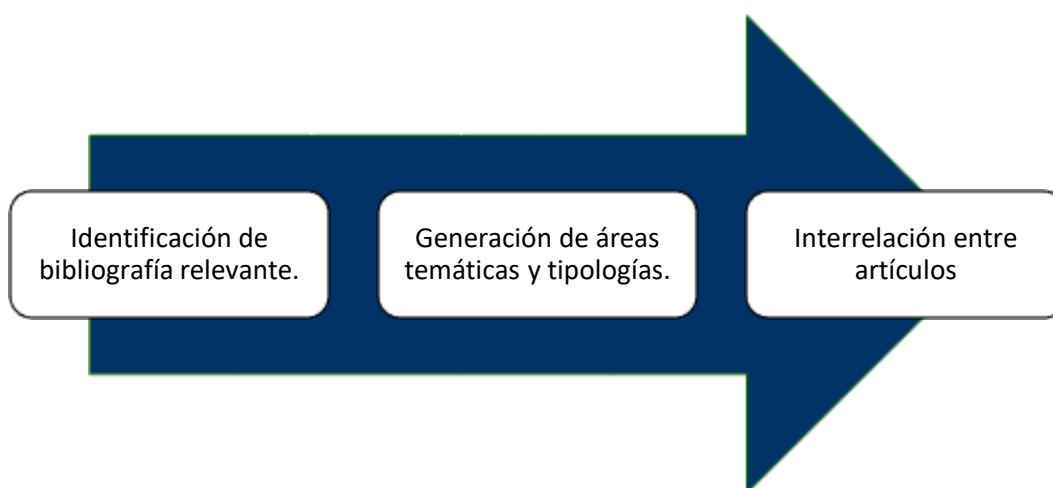 Identificación de
bibliografía relevante.
Generación de áreas
temáticas y tipologías.
Interrelación entre
artículos